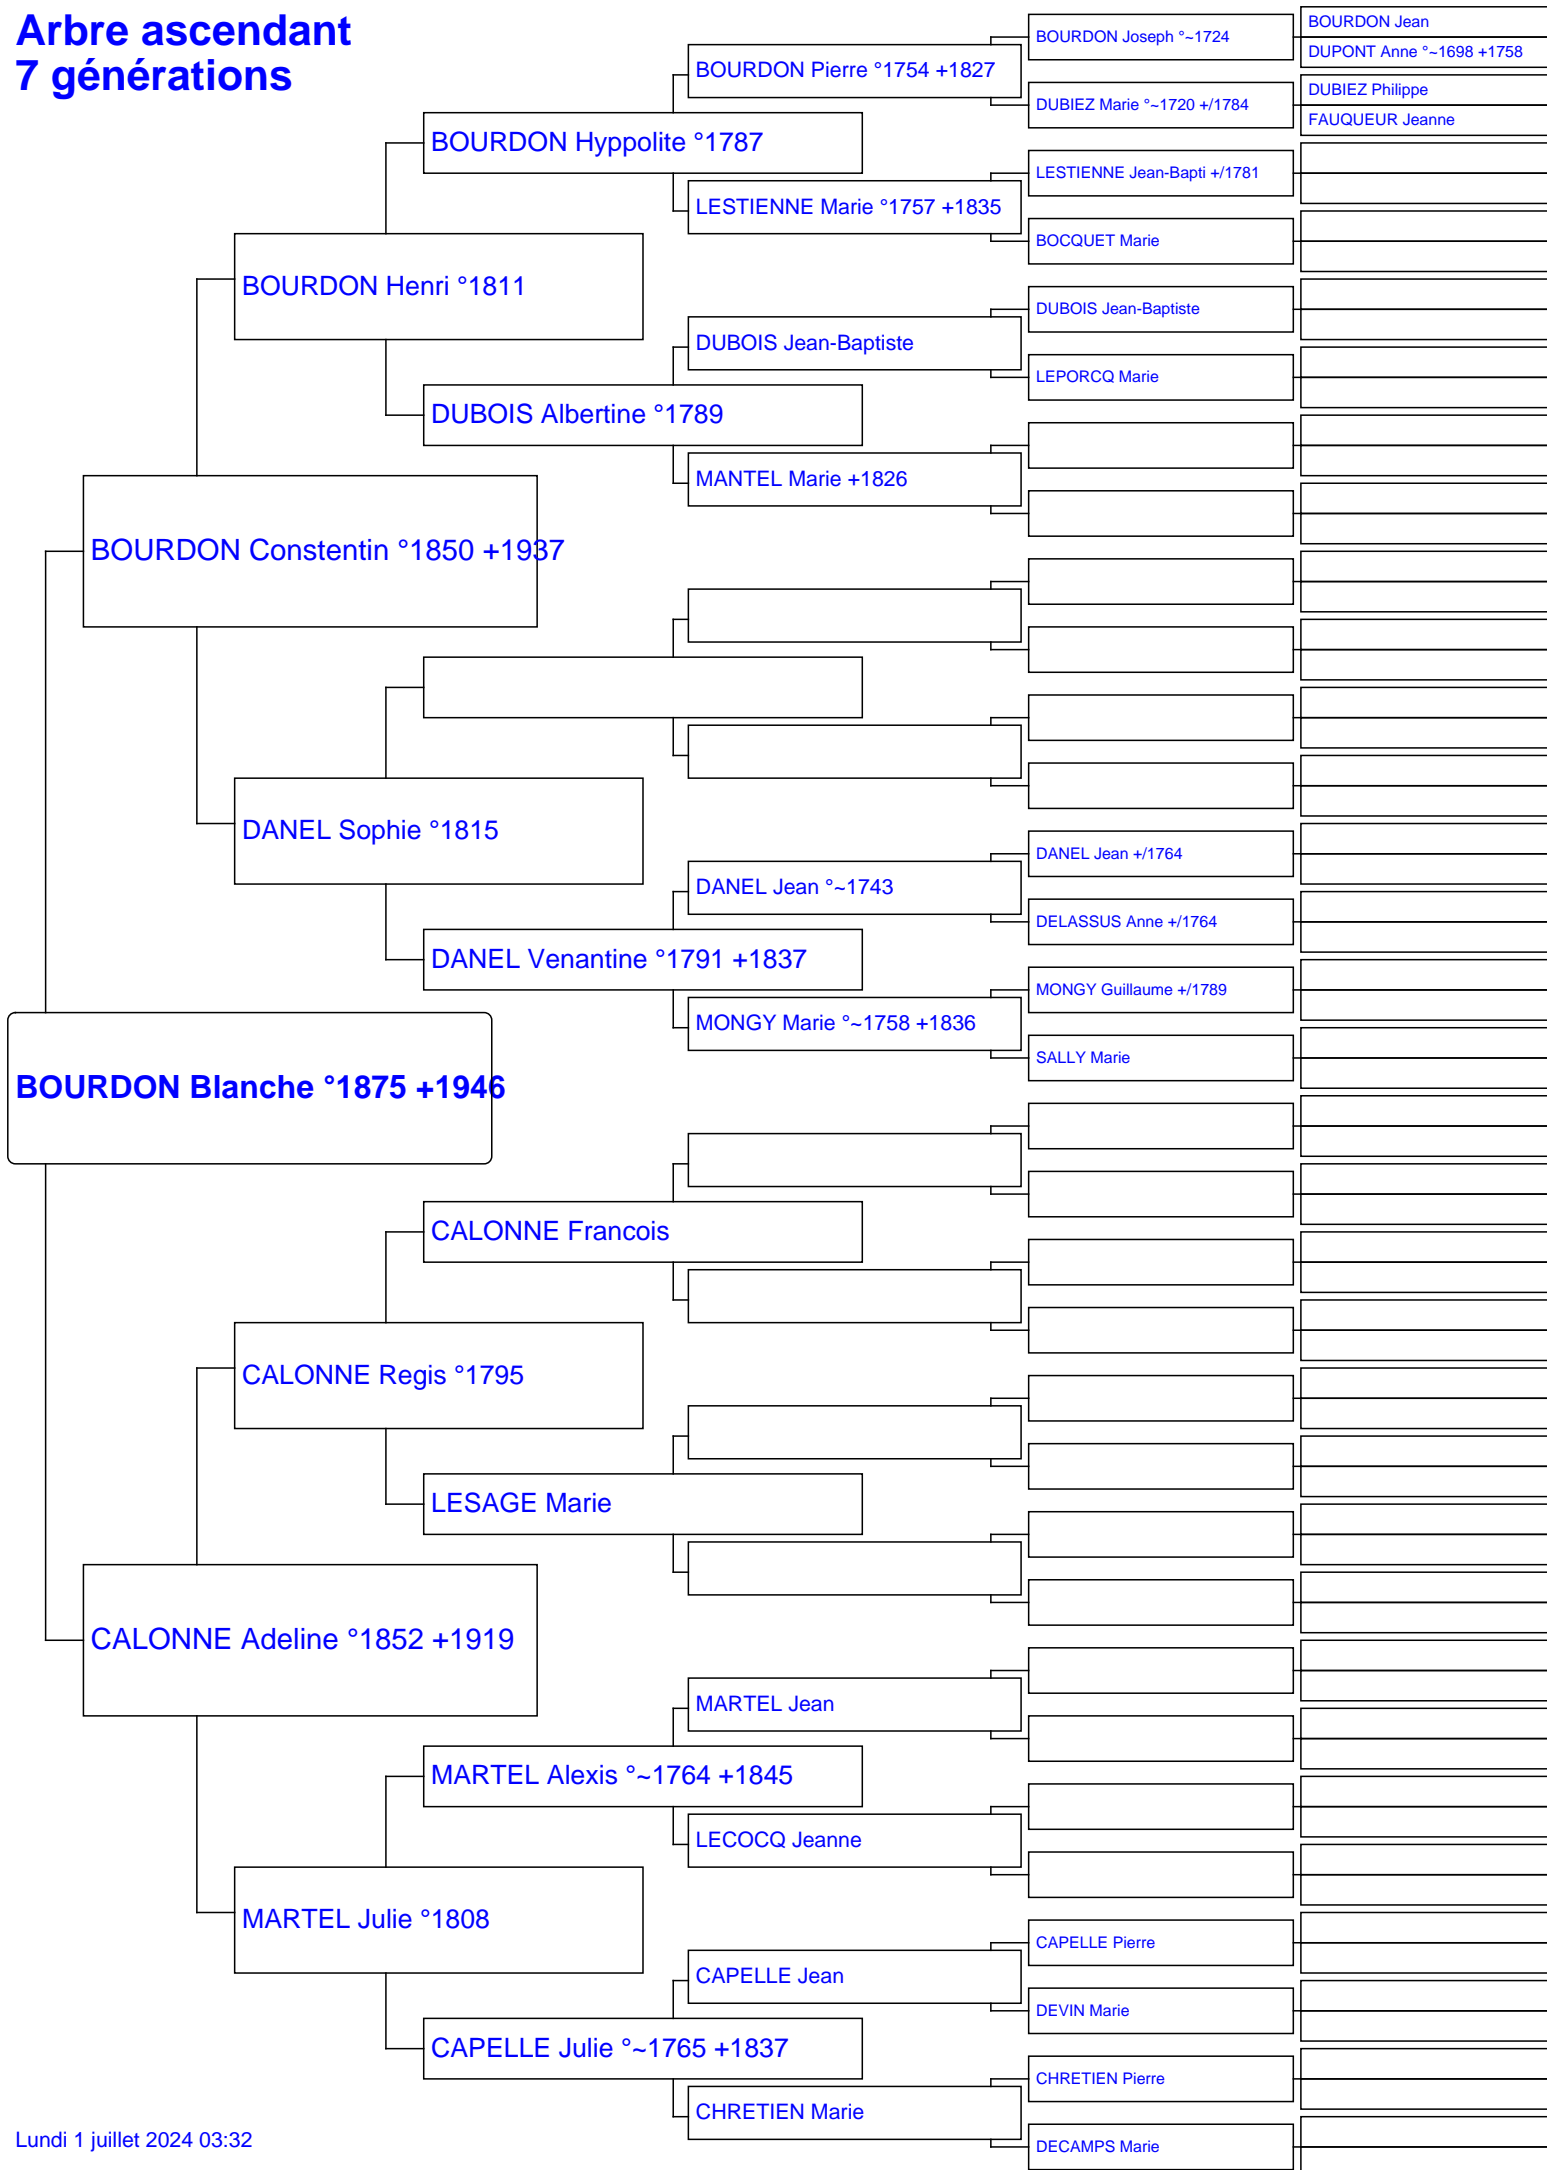 Arbre ascendant
7 générations
BOURDON Joseph °~1724
BOURDON Jean
DUPONT Anne °~1698 +1758
BOURDON Pierre °1754 +1827
DUBIEZ Marie °~1720 +/1784
DUBIEZ Philippe
FAUQUEUR Jeanne
BOURDON Hyppolite °1787
LESTIENNE Jean-Bapti +/1781
LESTIENNE Marie °1757 +1835
BOCQUET Marie
BOURDON Henri °1811
DUBOIS Jean-Baptiste
DUBOIS Jean-Baptiste
LEPORCQ Marie
DUBOIS Albertine °1789
MANTEL Marie +1826
BOURDON Constentin °1850 +1937
DANEL Sophie °1815
DANEL Jean +/1764
DANEL Jean °~1743
DELASSUS Anne +/1764
DANEL Venantine °1791 +1837
MONGY Guillaume +/1789
MONGY Marie °~1758 +1836
SALLY Marie
BOURDON Blanche °1875 +1946
CALONNE Francois
CALONNE Regis °1795
LESAGE Marie
CALONNE Adeline °1852 +1919
MARTEL Jean
MARTEL Alexis °~1764 +1845
LECOCQ Jeanne
MARTEL Julie °1808
CAPELLE Pierre
CAPELLE Jean
DEVIN Marie
CAPELLE Julie °~1765 +1837
CHRETIEN Pierre
CHRETIEN Marie
DECAMPS Marie
Lundi 1 juillet 2024 03:32